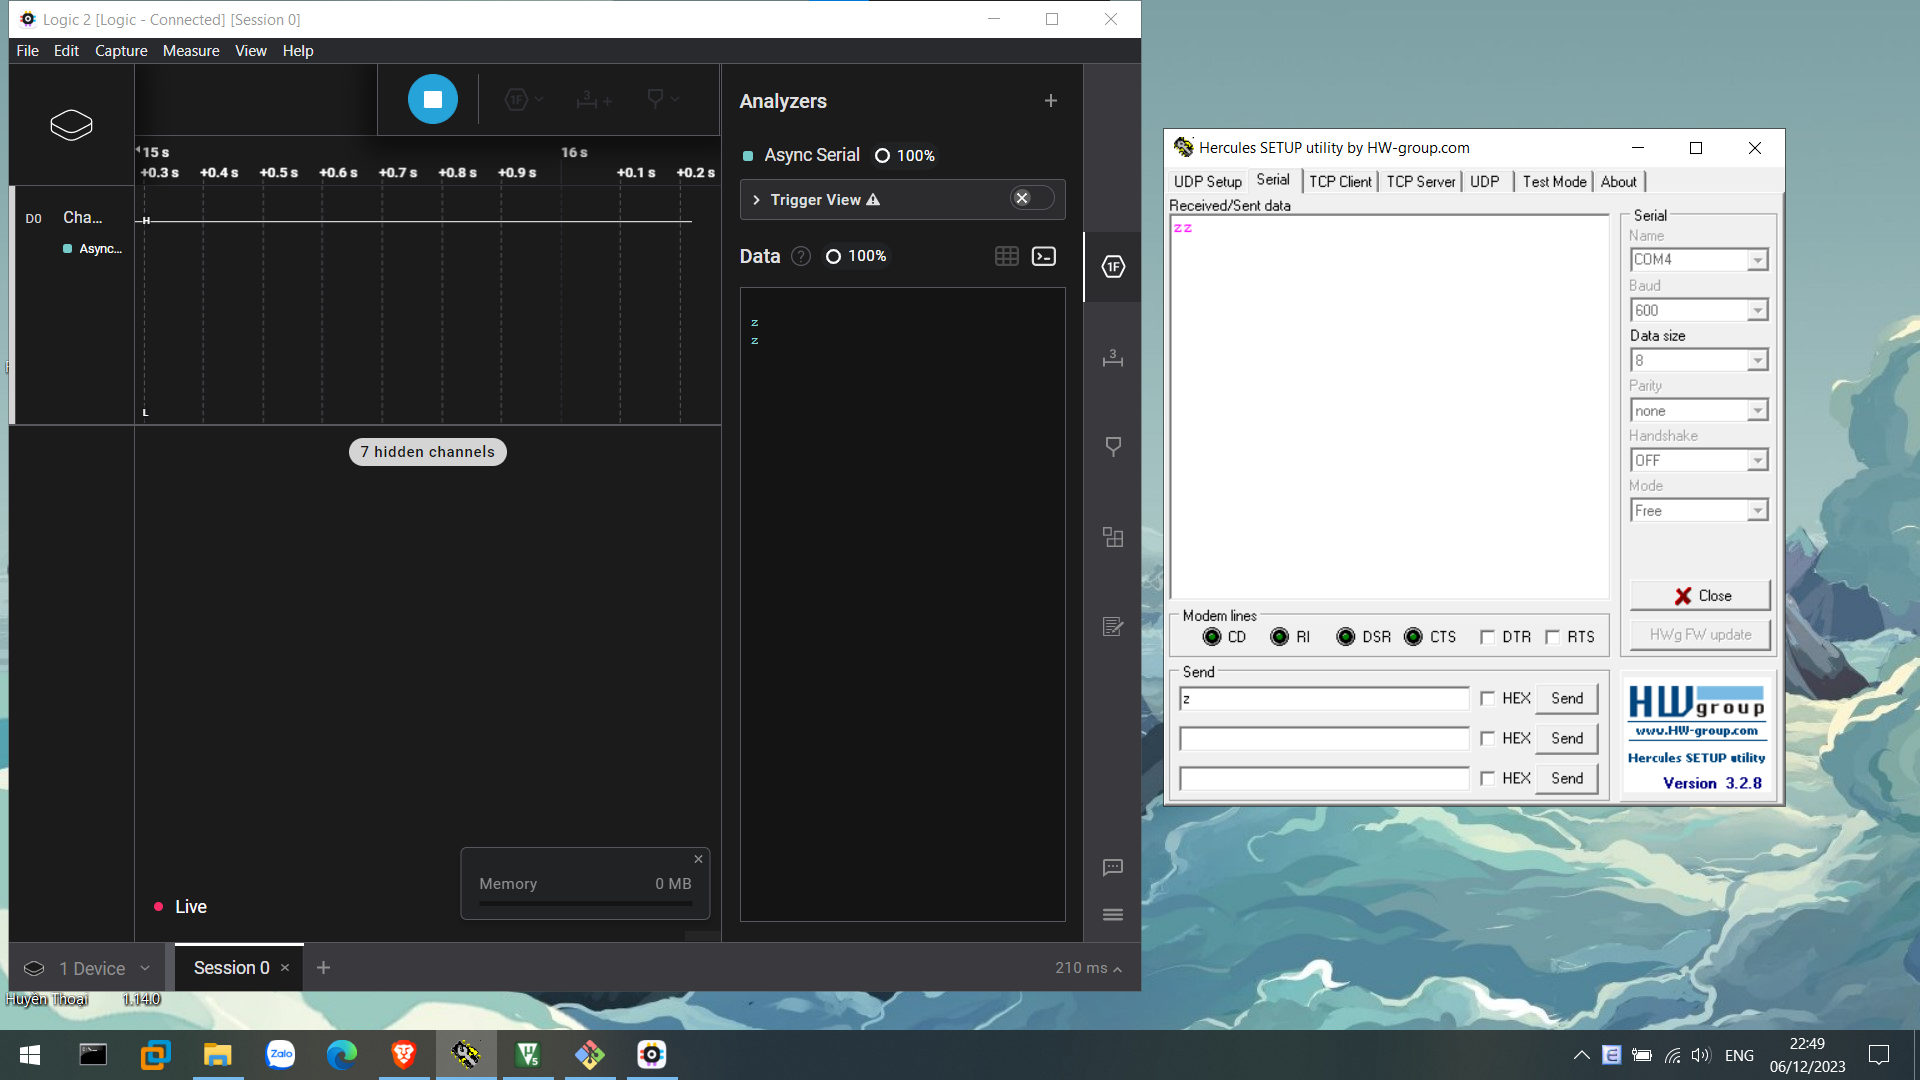 Logic 2 [Logic - Connected] [Session 0]
File Edit Capture Measure View Help
15 s 16 s
+0.3 s +0.4 s +0.5 s +0.6 s +0.7 s +0.8 s +0.9 s +0.1 s +0.2 s
D0 Cha...
Async...
H
L
7 hidden channels
Memory 0 MB
Live
Analyzers
Async Serial 100%
Trigger View
Data ? 100%
z
z
1F
3
1 Device Session 0 210 ms
Huyền Thoại 1.14.0
Hercules SETUP utility by HW-group.com
UDP Setup Serial TCP Client TCP Server UDP Test Mode About
Received/Sent data
zz
Serial
Name
COM4
Baud
600
Data size
8
Parity
none
Handshake
OFF
Mode
Free
Close
HWg FW update
Modem lines
CD RI DSR CTS DTR RTS
Send
z HEX Send
HEX Send
HEX Send
HW group
www.HW-group.com
Hercules SETUP utility
Version 3.2.8
Zalo
ENG
22:49
06/12/2023